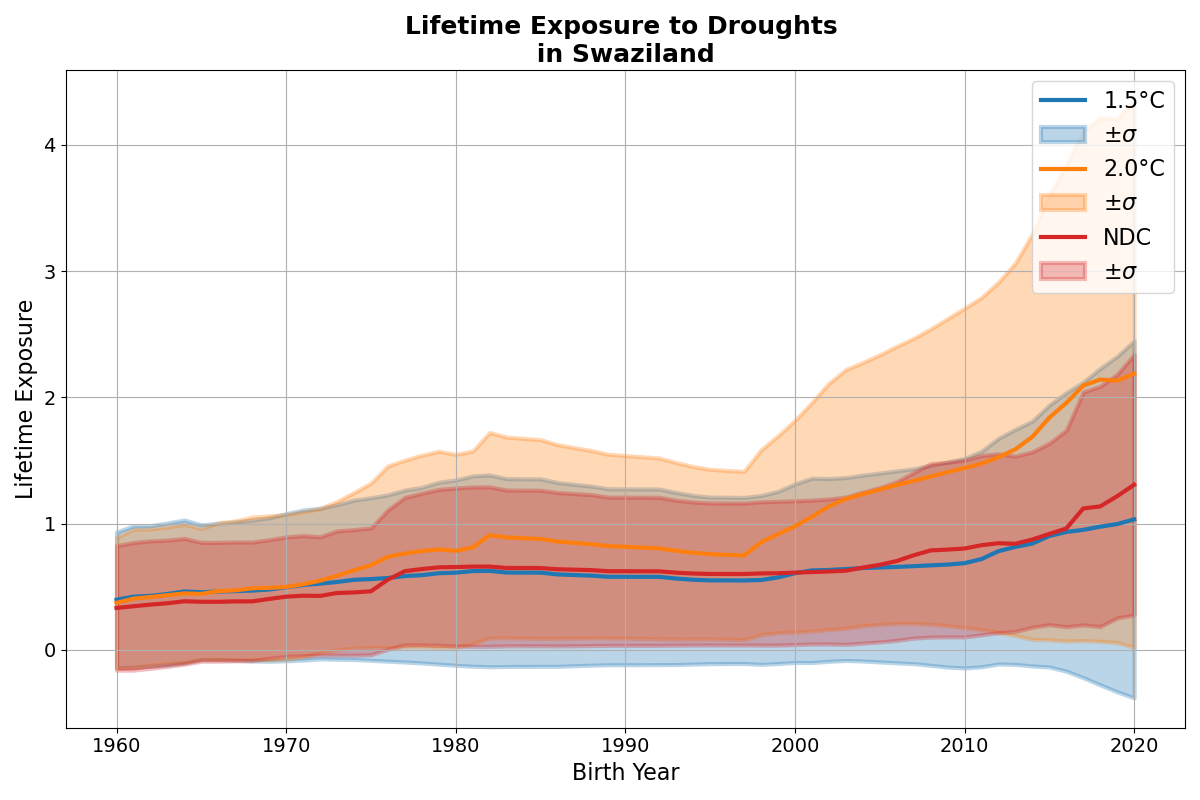 Lifetime Exposure to Droughts
in Swaziland
Lifetime Exposure
4
3
2
1
0
1960
1970
1980
1990
2000
2010
2020
Birth Year
1.5°C
±σ
2.0°C
±σ
NDC
±σ